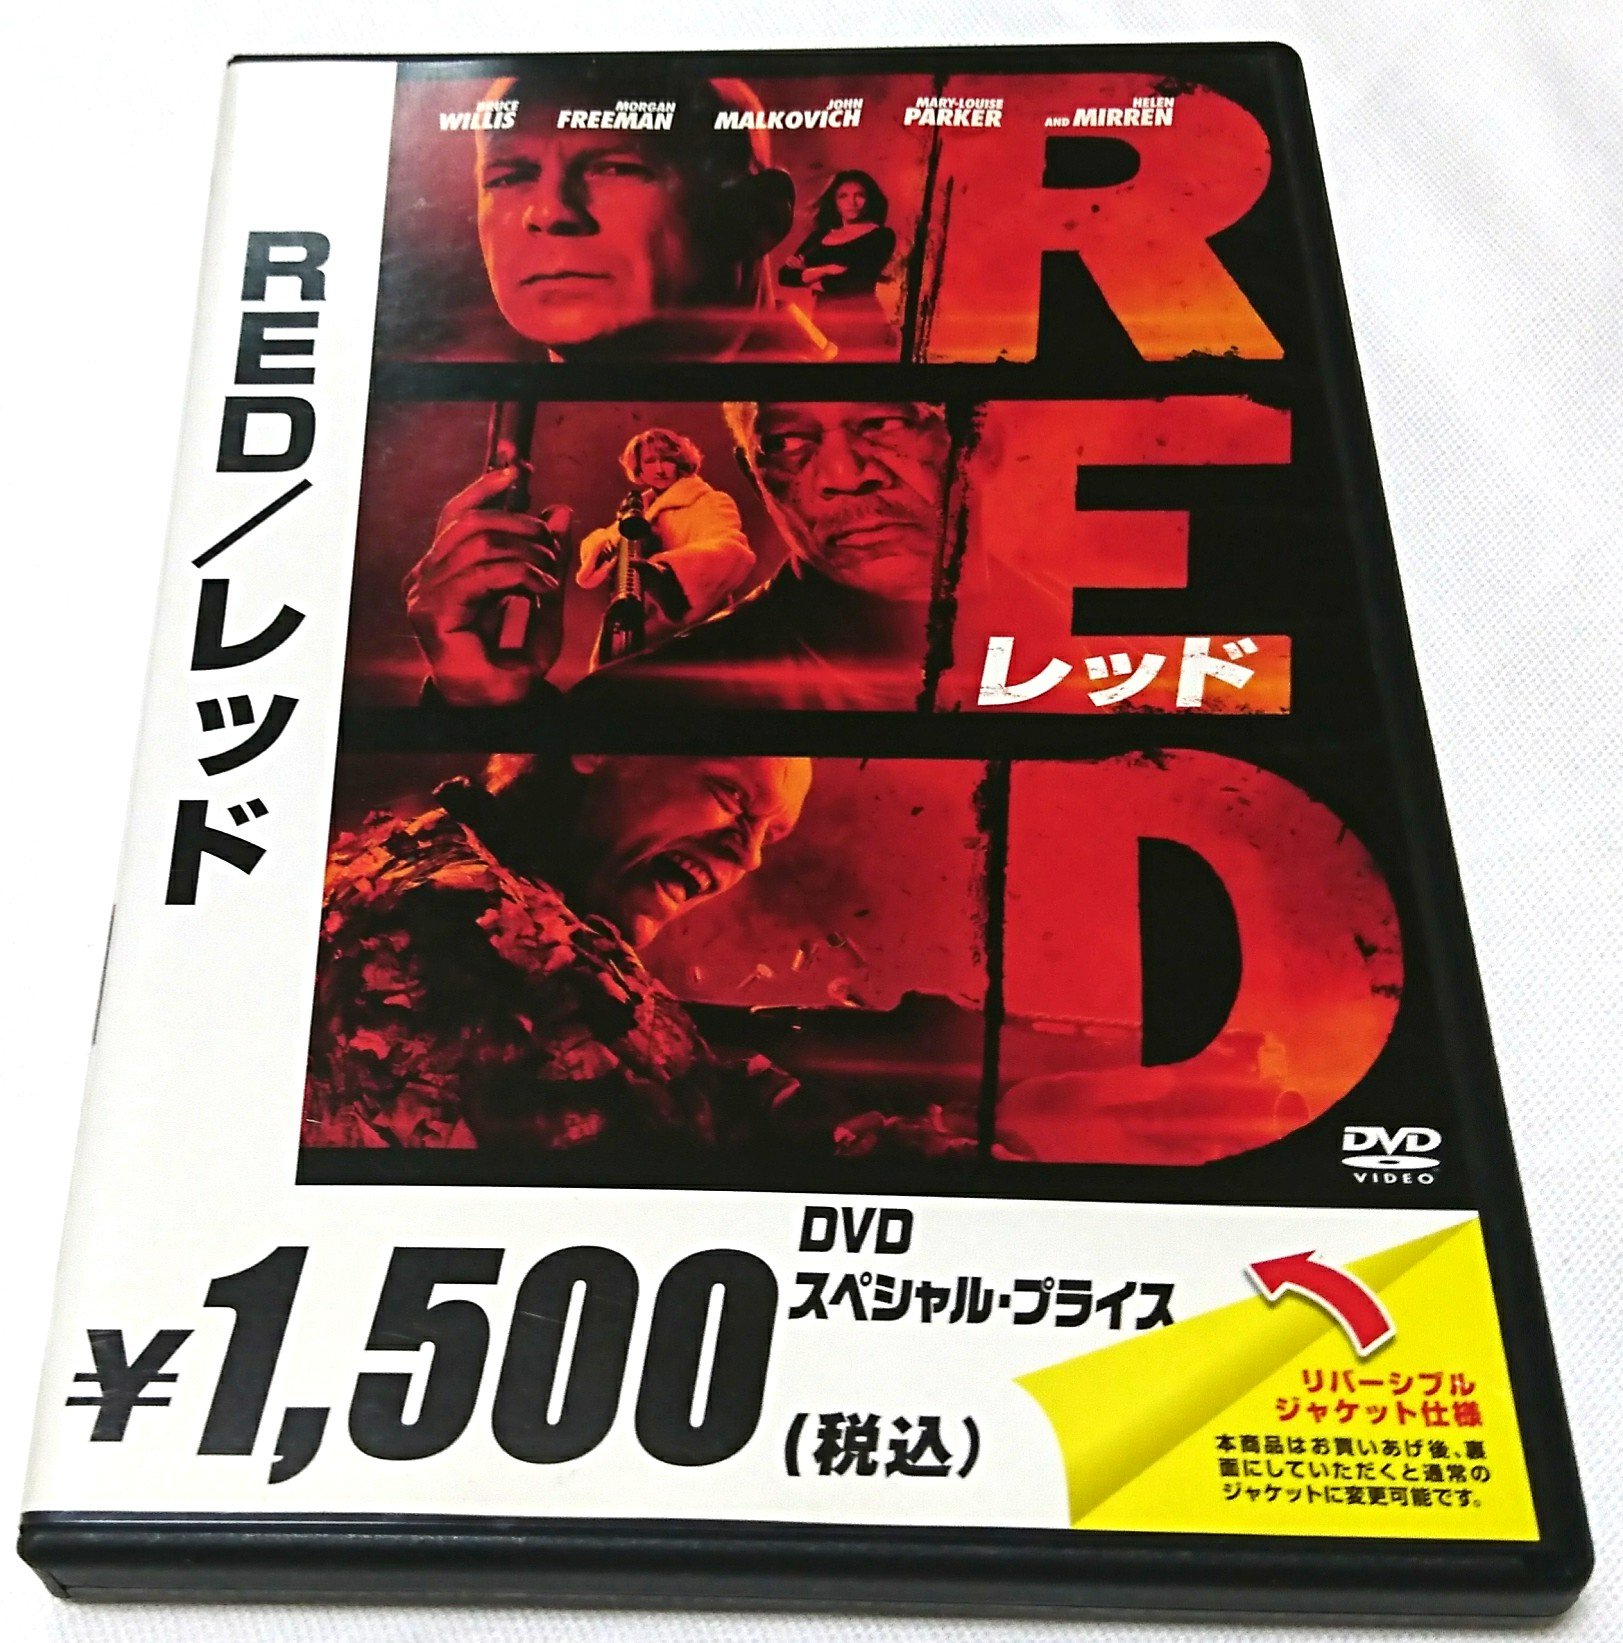 BRUCE
WILLIS
MORGAN
FREEMAN
JOHN
MALKOVICH
MARY-LOUISE
PARKER
HELEN
AND MIRREN
RED/レッド
RED
レッド
DVD
VIDEO
¥1,500
DVD
スペシャル・プライス
(税込)
リバーシブル
ジャケット仕様
本商品はお買いあげ後、裏
面にしていただくと通常の
ジャケットに変更可能です。